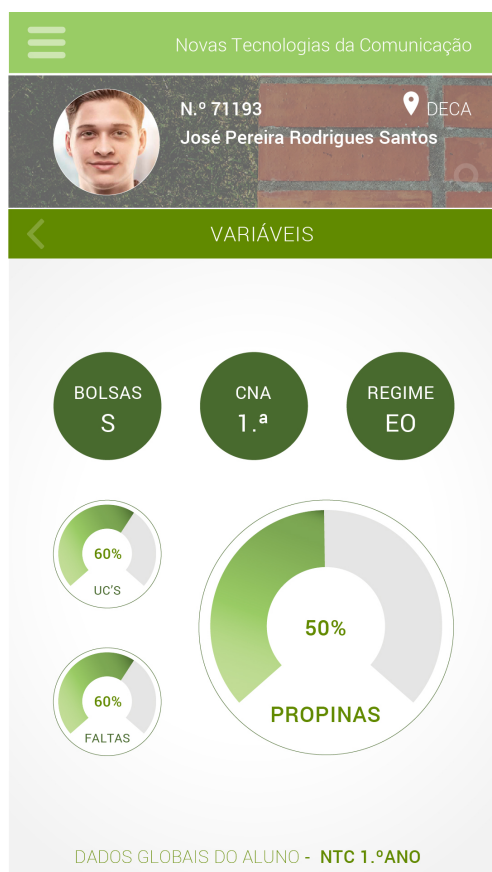 Novas Tecnologias da Comunicação
N.º 71193
DECA
José Pereira Rodrigues Santos
VARIÁVEIS
BOLSAS
S
CNA
1.ª
REGIME
EO
60%
UC'S
50%
PROPINAS
60%
FALTAS
DADOS GLOBAIS DO ALUNO - NTC 1.ºANO